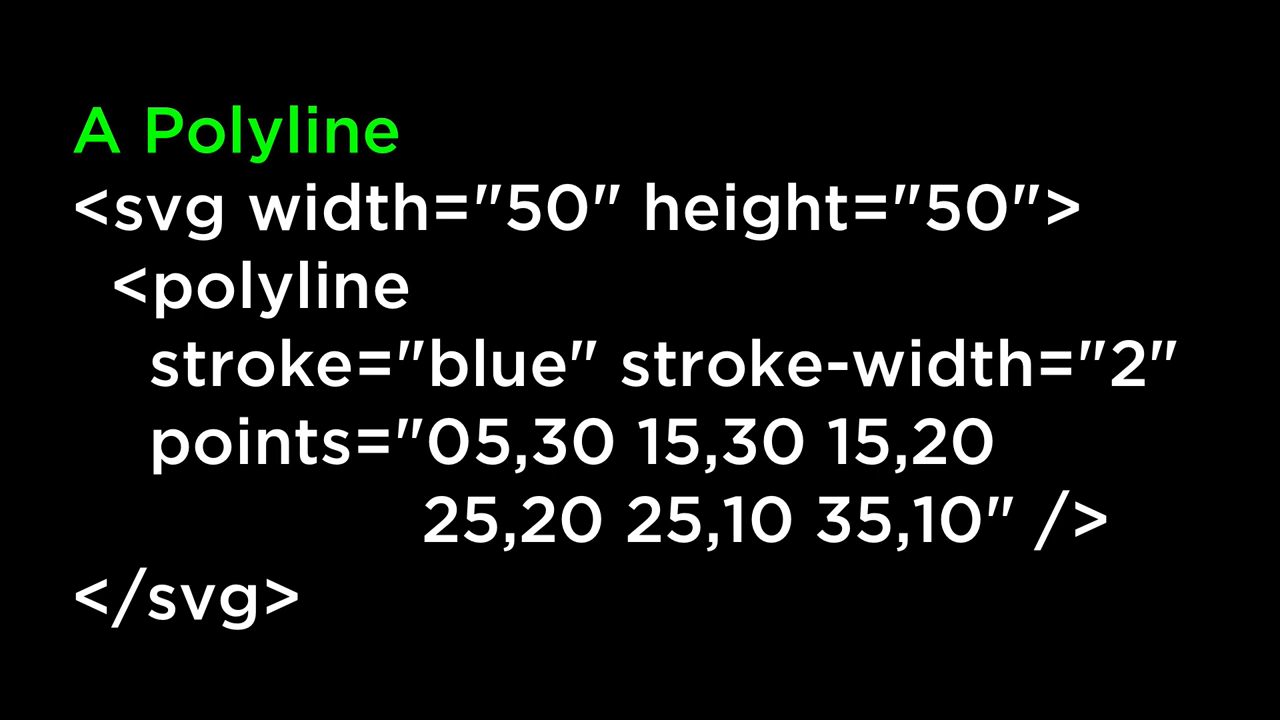 A Polyline
<svg width="50" height="50">
<polyline
stroke="blue" stroke-width="2"
points="05,30 15,30 15,20
25,20 25,10 35,10" />
</svg>